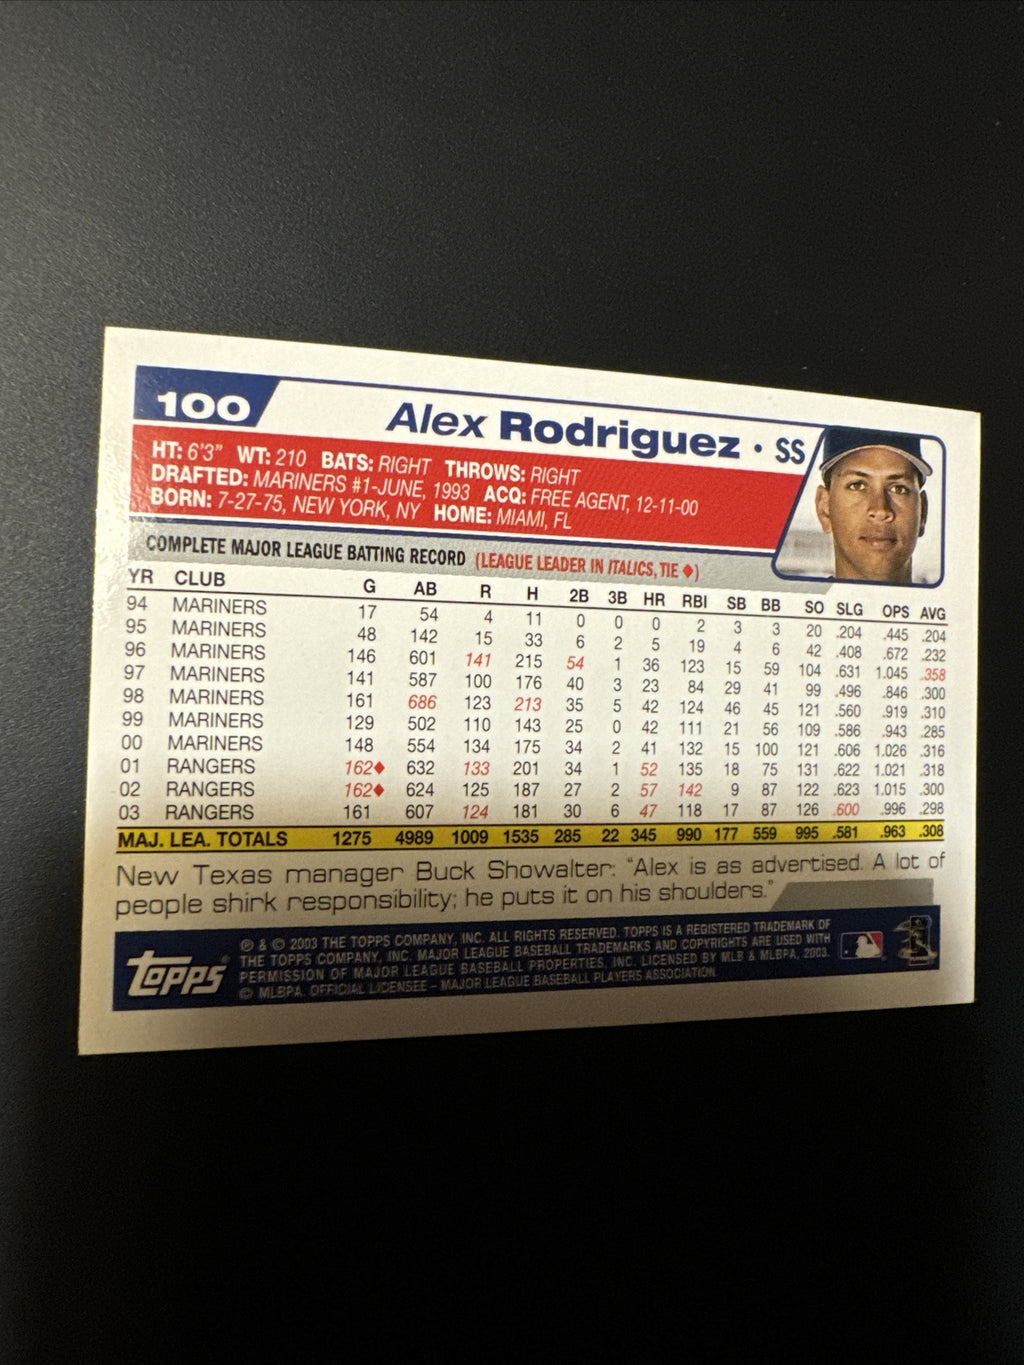 100
Alex Rodriguez • SS
HT: 6'3" WT: 210 BATS: RIGHT THROWS: RIGHT
DRAFTED: MARINERS #1-JUNE, 1993 ACQ: FREE AGENT, 12-11-00
BORN: 7-27-75, NEW YORK, NY HOME: MIAMI, FL
COMPLETE MAJOR LEAGUE BATTING RECORD (LEAGUE LEADER IN ITALICS, TIE ♦)
YR CLUB G AB R H 2B 3B HR RBI SB BB SO SLG OPS AVG
94 MARINERS 17 54 4 11 0 0 0 2 3 3 20 .204 .445 .204
95 MARINERS 48 142 15 33 6 2 5 19 4 6 42 .408 .672 .232
96 MARINERS 146 601 141 215 54 1 36 123 15 59 104 .631 1.045 .358
97 MARINERS 141 587 100 176 40 3 23 84 29 41 99 .496 .846 .300
98 MARINERS 161 686 123 213 35 5 42 124 46 45 121 .560 .919 .310
99 MARINERS 129 502 110 143 25 0 42 111 21 56 109 .586 .943 .285
00 MARINERS 148 554 134 175 34 2 41 132 15 100 121 .606 1.026 .316
01 RANGERS 162♦ 632 133 201 34 1 52 135 18 75 131 .622 1.021 .318
02 RANGERS 162♦ 624 125 187 27 2 57 142 9 87 122 .623 1.015 .300
03 RANGERS 161 607 124 181 30 6 47 118 17 87 126 .600 .996 .298
MAJ. LEA. TOTALS 1275 4989 1009 1535 285 22 345 990 177 559 995 .581 .963 .308
New Texas manager Buck Showalter: "Alex is as advertised. A lot of
people shirk responsibility; he puts it on his shoulders."
Topps®
® & © 2003 THE TOPPS COMPANY, INC. ALL RIGHTS RESERVED. TOPPS IS A REGISTERED TRADEMARK OF
THE TOPPS COMPANY, INC. MAJOR LEAGUE BASEBALL TRADEMARKS AND COPYRIGHTS ARE USED WITH
PERMISSION OF MAJOR LEAGUE BASEBALL PROPERTIES, INC. LICENSED BY MLB & MLBPA, 2003.
© MLBPA. OFFICIAL LICENSEE – MAJOR LEAGUE BASEBALL PLAYERS ASSOCIATION.